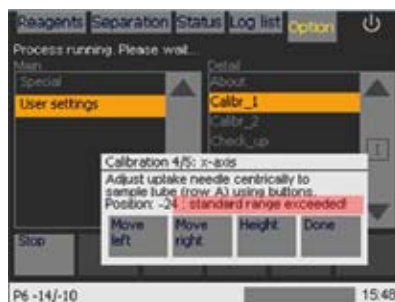 Reagents Separation Status Log list Option
Process running. Please wait...
Main Detail
Special About
User settings Calibr_1
Calibr_2
Check_up
Calibration 4/5: x-axis
Adjust uptake needle centrically to
sample tube (row A) using buttons.
Position: -24 ; standard range exceeded!
Move left Move right Height Done
Stop
P6 -14/-10 15:48